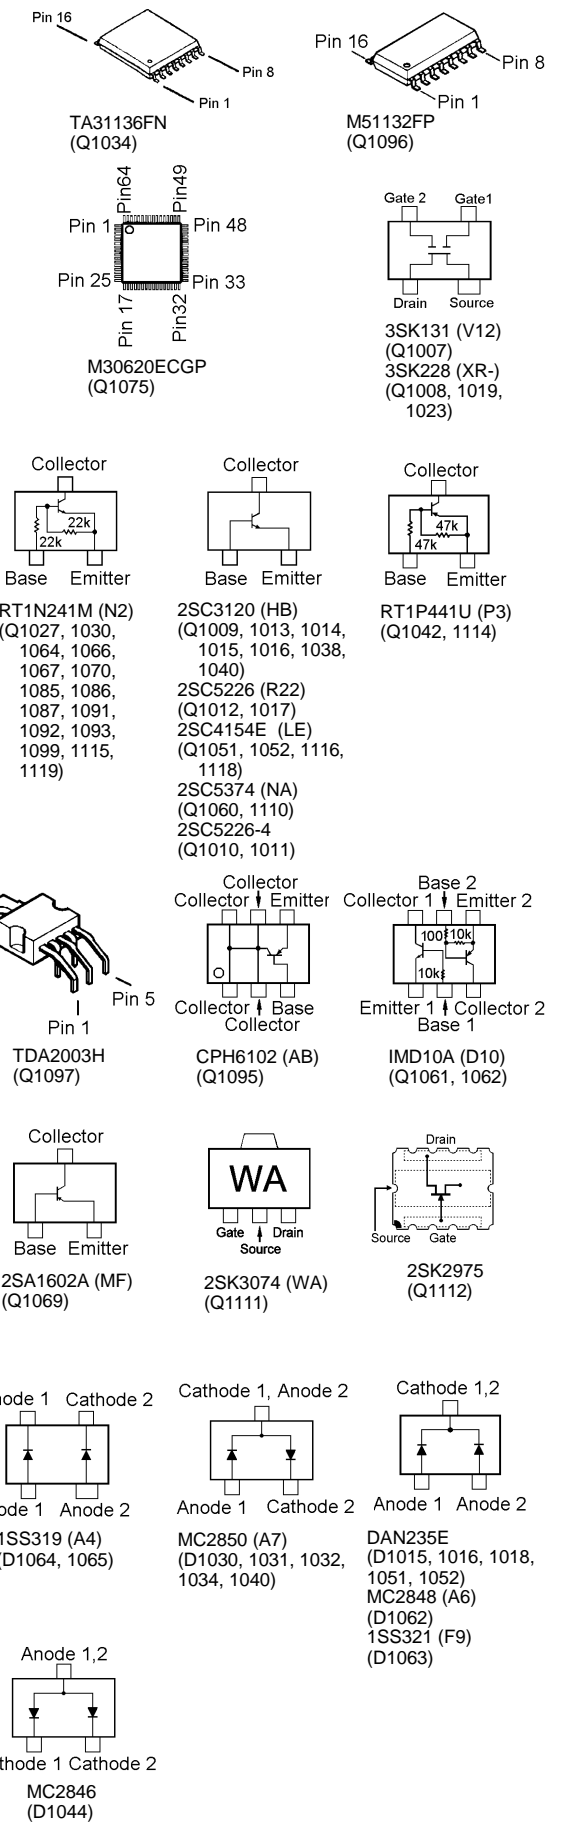 Pin 16
Pin 8
Pin 1
TA31136FN
(Q1034)
Pin 16
Pin 8
Pin 1
M51132FP
(Q1096)
Pin64
Pin49
Pin 1
Pin 48
Pin 25
Pin 33
Pin 17
Pin32
M30620ECGP
(Q1075)
Gate 2
Gate1
Drain
Source
3SK131 (V12)
(Q1007)
3SK228 (XR-)
(Q1008, 1019,
1023)
Collector
22k
22k
Base
Emitter
RT1N241M (N2)
(Q1027, 1030,
1064, 1066,
1067, 1070,
1085, 1086,
1087, 1091,
1092, 1093,
1099, 1115,
1119)
Collector
Base
Emitter
2SC3120 (HB)
(Q1009, 1013, 1014,
1015, 1016, 1038,
1040)
2SC5226 (R22)
(Q1012, 1017)
2SC4154E (LE)
(Q1051, 1052, 1116,
1118)
2SC5374 (NA)
(Q1060, 1110)
2SC5226-4
(Q1010, 1011)
Collector
47k
47k
Base
Emitter
RT1P441U (P3)
(Q1042, 1114)
Pin 5
Pin 1
TDA2003H
(Q1097)
Collector
Collector
Emitter
Collector
Base
Collector
CPH6102 (AB)
(Q1095)
Base 2
Collector 1
Emitter 2
100
10k
10k
Emitter 1
Collector 2
Base 1
IMD10A (D10)
(Q1061, 1062)
Collector
Base
Emitter
2SA1602A (MF)
(Q1069)
WA
Gate
Drain
Source
2SK3074 (WA)
(Q1111)
Drain
Source
Gate
2SK2975
(Q1112)
node 1
Cathode 2
ode 1
Anode 2
1SS319 (A4)
(D1064, 1065)
Cathode 1, Anode 2
Anode 1
Cathode 2
MC2850 (A7)
(D1030, 1031, 1032,
1034, 1040)
Cathode 1,2
Anode 1
Anode 2
DAN235E
(D1015, 1016, 1018,
1051, 1052)
MC2848 (A6)
(D1062)
1SS321 (F9)
(D1063)
Anode 1,2
thode 1
Cathode 2
MC2846
(D1044)